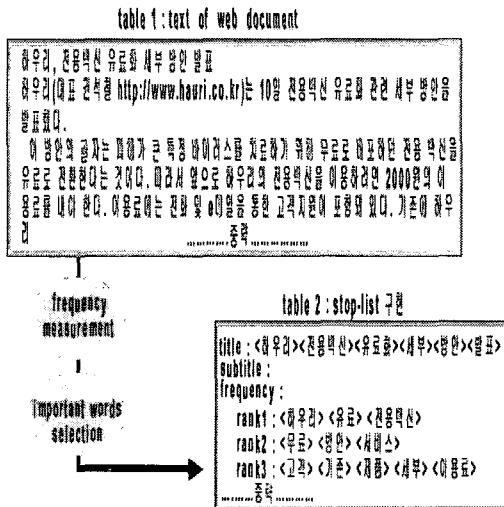 table 1 : text of web document
하우리, 전용백신 유료화 세부 방안 발표
하우리(대표 권석철 http://www.hauri.co.kr)는 10일 전용백신 유료화 관련 세부 방안을
발표했다.
이 방안의 골자는 피해가 큰 특정 바이러스를 치료하기 위해 무료로 배포하던 전용 백신을
유료로 전환한다는 것이다. 따라서 앞으로 하우리의 전용백신을 이용하려면 2000원의 이
용료를 내야 한다. 이용료에는 전화 및 e메일을 통한 고객지원이 포함돼 있다. 기존에 하우
리 ........... 중략 ...........
frequency
measurement
Important words
selection
table 2 : stop-list 구현
title : <하우리><전용백신><유료화><세부><방안><발표>
subtitle :
frequency :
rank1 : <하우리><유료><전용백신>
rank2 : <무료><방안><서비스>
rank3 : <고객><기존><제품><세부><이용료>
........... 중략 ...........